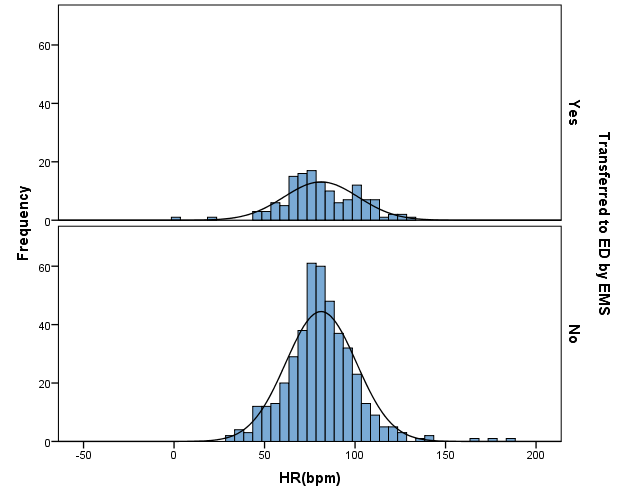 60
40
20
0
Yes
60
40
20
0
No
-50 0 50 100 150 200
HR(bpm)
Frequency
Transferred to ED by EMS